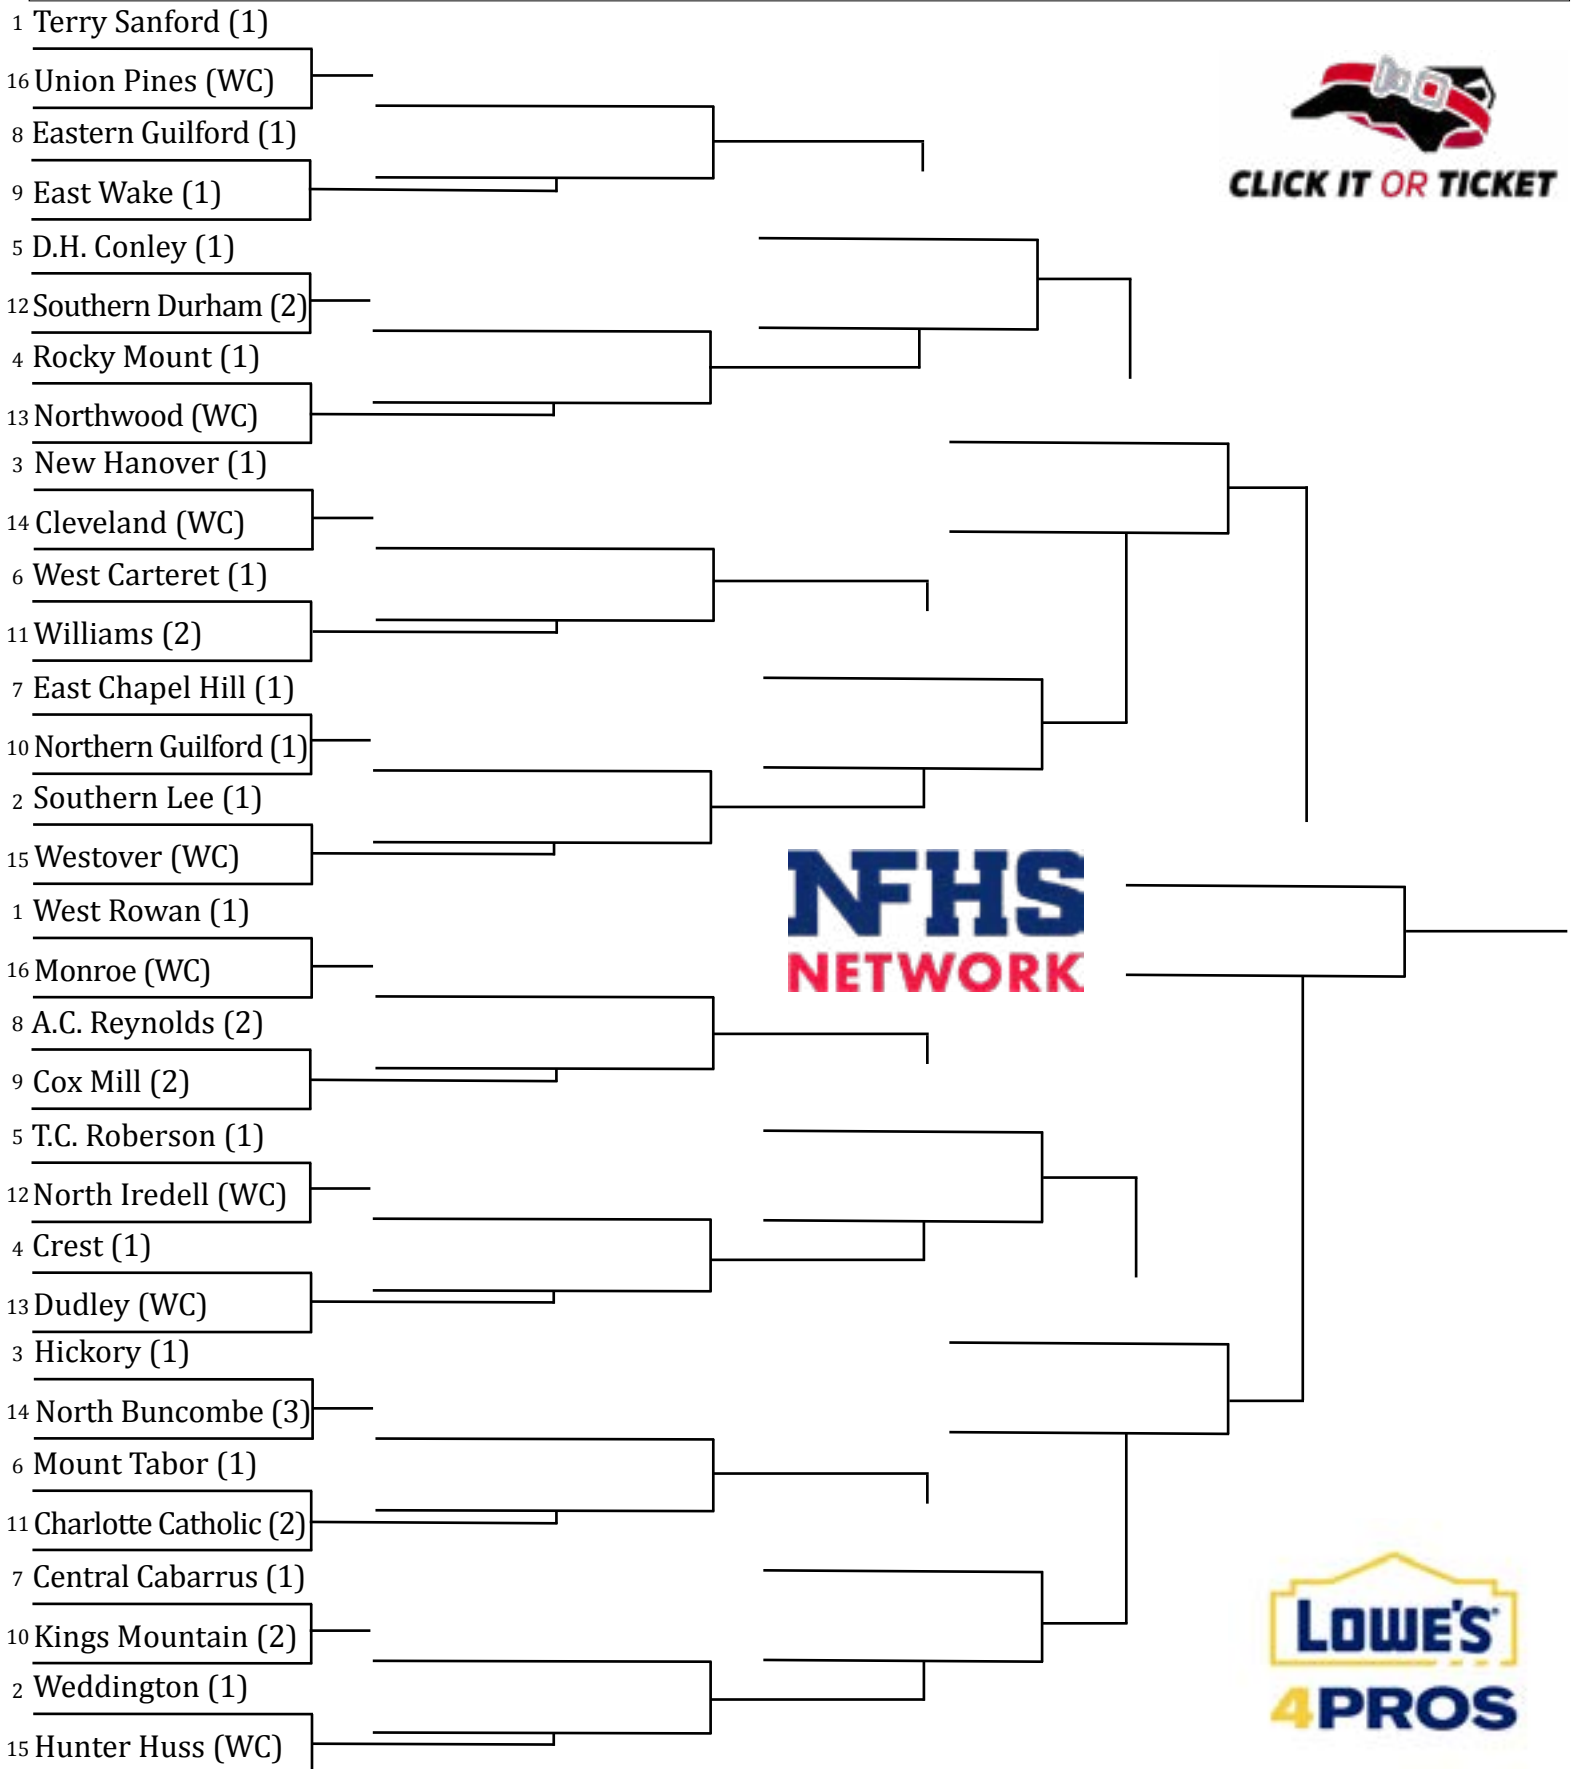 1 Terry Sanford (1)
16 Union Pines (WC)
8 Eastern Guilford (1)
9 East Wake (1)
5 D.H. Conley (1)
12 Southern Durham (2)
4 Rocky Mount (1)
13 Northwood (WC)
3 New Hanover (1)
14 Cleveland (WC)
6 West Carteret (1)
11 Williams (2)
7 East Chapel Hill (1)
10 Northern Guilford (1)
2 Southern Lee (1)
15 Westover (WC)
1 West Rowan (1)
16 Monroe (WC)
8 A.C. Reynolds (2)
9 Cox Mill (2)
5 T.C. Roberson (1)
12 North Iredell (WC)
4 Crest (1)
13 Dudley (WC)
3 Hickory (1)
14 North Buncombe (3)
6 Mount Tabor (1)
11 Charlotte Catholic (2)
7 Central Cabarrus (1)
10 Kings Mountain (2)
2 Weddington (1)
15 Hunter Huss (WC)
CLICK IT OR TICKET
NFHS
NETWORK
LOWE'S
4PROS